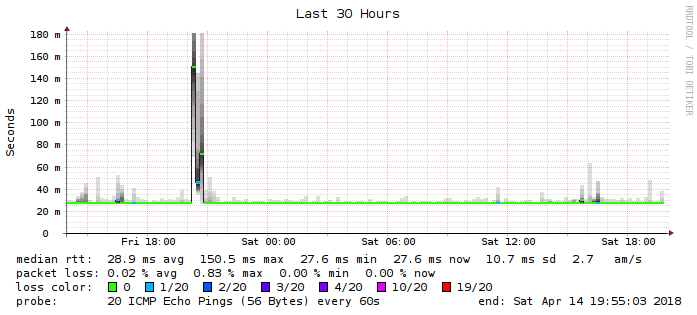 Last 30 Hours
RRDTOOL / TOBI OETIKER
Seconds
180 m
160 m
140 m
120 m
100 m
80 m
60 m
40 m
20 m
0
Fri 18:00 Sat 00:00 Sat 06:00 Sat 12:00 Sat 18:00
median rtt: 28.9 ms avg 150.5 ms max 27.6 ms min 27.6 ms now 10.7 ms sd 2.7 am/s
packet loss: 0.02 % avg 0.83 % max 0.00 % min 0.00 % now
loss color: 0 1/20 2/20 3/20 4/20 10/20 19/20
probe: 20 ICMP Echo Pings (56 Bytes) every 60s end: Sat Apr 14 19:55:03 2018